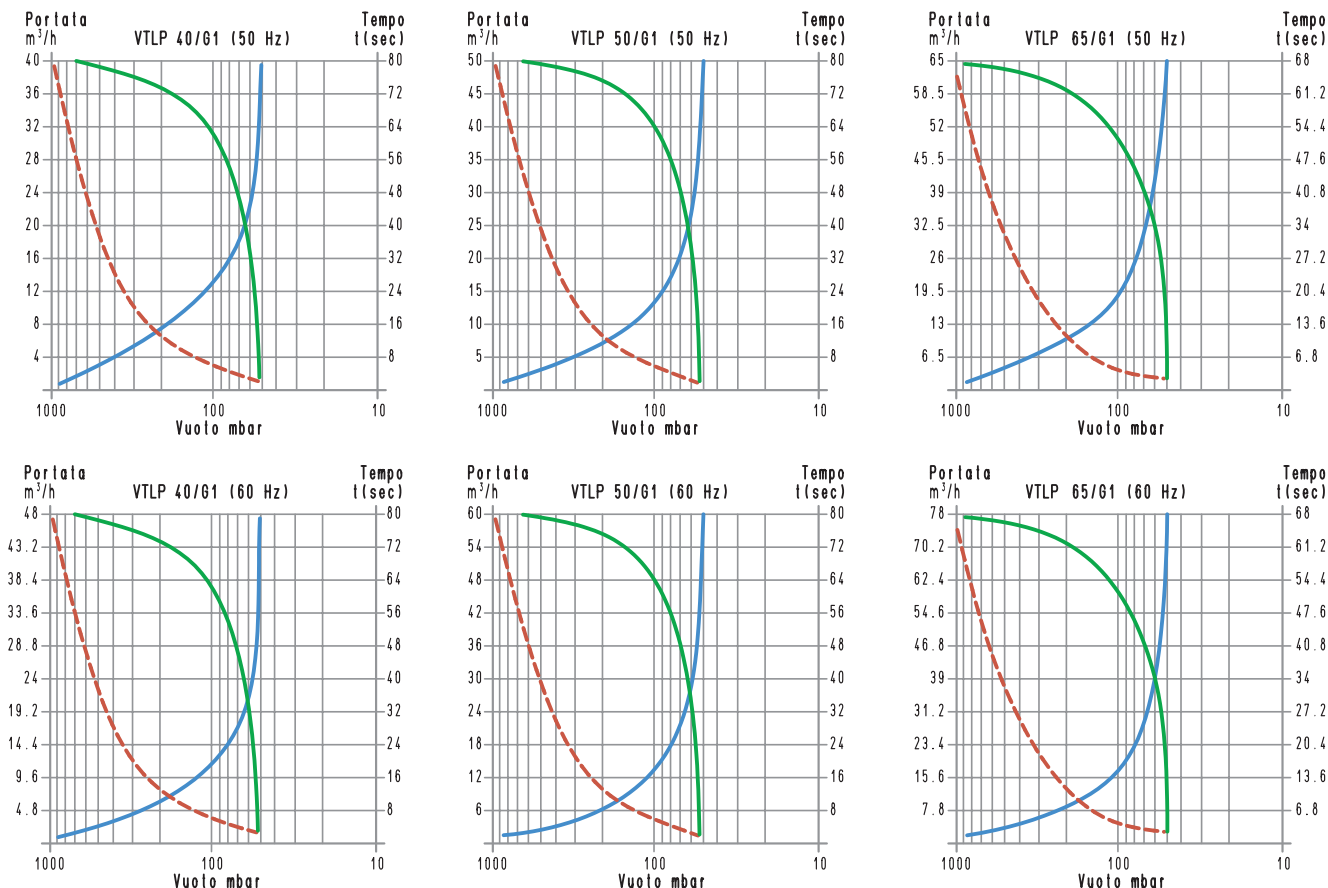 Portata Tempo
m³/h VTLP 40/G1 (50 Hz) t(sec)
40 80
36 72
32 64
28 56
24 48
20 40
16 32
12 24
8 16
4 8
1000 100 10
Vuoto mbar
Portata Tempo
m³/h VTLP 50/G1 (50 Hz) t(sec)
50 80
45 72
40 64
35 56
30 48
25 40
20 32
15 24
10 16
5 8
1000 100 10
Vuoto mbar
Portata Tempo
m³/h VTLP 65/G1 (50 Hz) t(sec)
65 68
58.5 61.2
52 54.4
45.5 47.6
39 40.8
32.5 34
26 27.2
19.5 20.4
13 13.6
6.5 6.8
1000 100 10
Vuoto mbar
Portata Tempo
m³/h VTLP 40/G1 (60 Hz) t(sec)
48 80
43.2 72
38.4 64
33.6 56
28.8 48
24 40
19.2 32
14.4 24
9.6 16
4.8 8
1000 100 10
Vuoto mbar
Portata Tempo
m³/h VTLP 50/G1 (60 Hz) t(sec)
60 80
54 72
48 64
42 56
36 48
30 40
24 32
18 24
12 16
6 8
1000 100 10
Vuoto mbar
Portata Tempo
m³/h VTLP 65/G1 (60 Hz) t(sec)
78 68
70.2 61.2
62.4 54.4
54.6 47.6
46.8 40.8
39 34
31.2 27.2
23.4 20.4
15.6 13.6
7.8 6.8
1000 100 10
Vuoto mbar